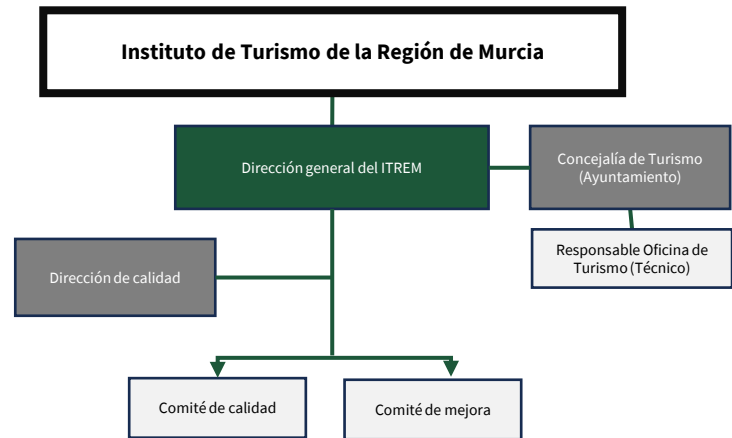 Instituto de Turismo de la Región de Murcia
Dirección general del ITREM
Concejalía de Turismo
(Ayuntamiento)
Responsable Oficina de
Turismo (Técnico)
Dirección de calidad
Comité de calidad
Comité de mejora